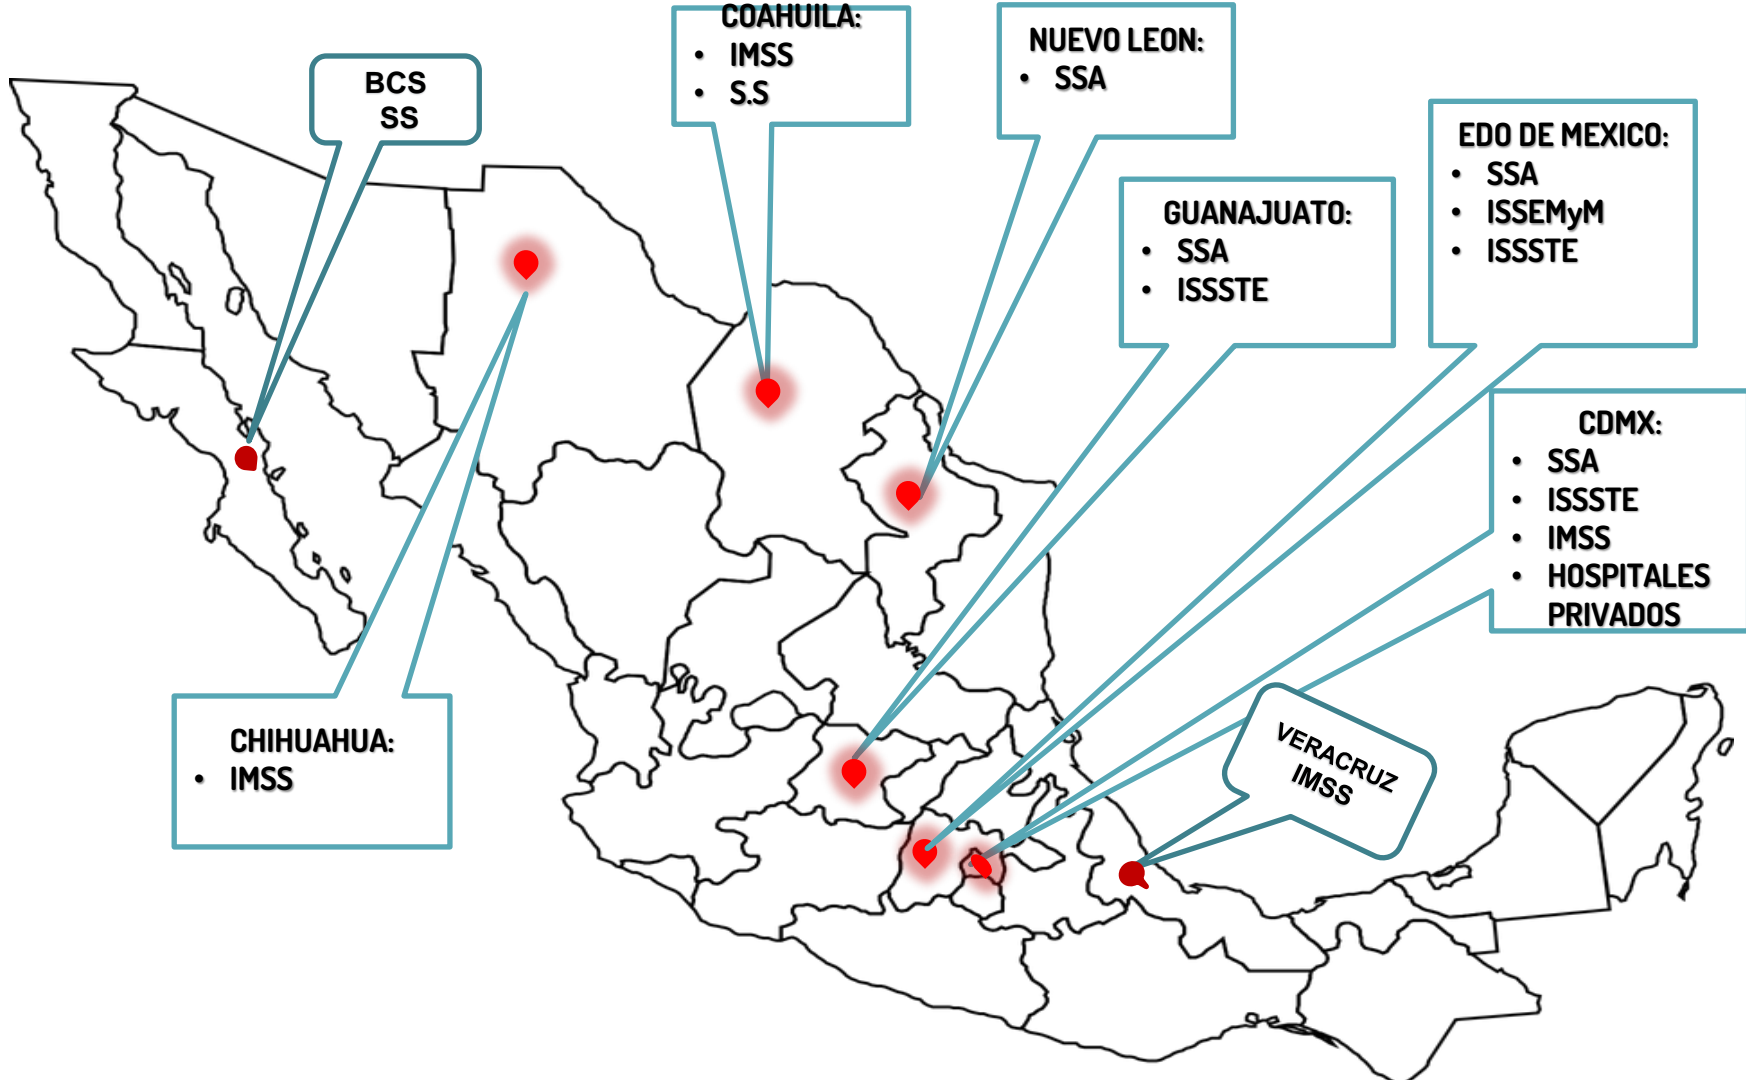 COAHUILA:
• IMSS
• S.S
NUEVO LEON:
• SSA
BCS
SS
EDO DE MEXICO:
• SSA
• ISSEMyM
• ISSSTE
GUANAJUATO:
• SSA
• ISSSTE
CDMX:
• SSA
• ISSSTE
• IMSS
• HOSPITALES
PRIVADOS
CHIHUAHUA:
• IMSS
VERACRUZ
IMSS